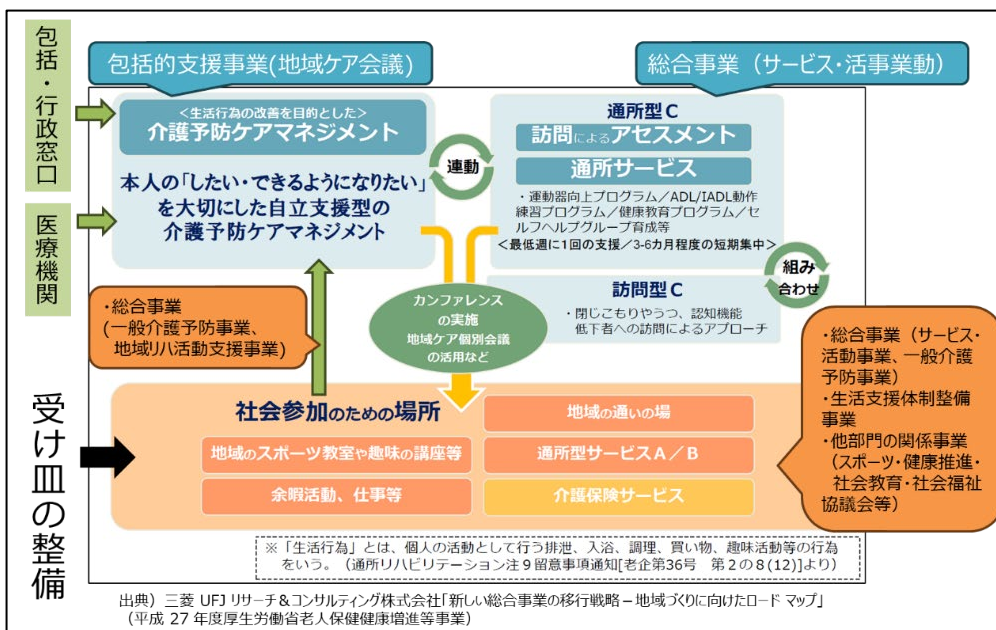 包括・行政窓口
医療機関
受け皿の整備
包括的支援事業(地域ケア会議)
総合事業（サービス・活事業動）
＜生活行為の改善を目的とした＞
介護予防ケアマネジメント
本人の「したい・できるようになりたい」
を大切にした自立支援型の
介護予防ケアマネジメント
連動
通所型C
訪問によるアセスメント
通所サービス
・運動器向上プログラム／ADL/IADL動作
練習プログラム／健康教育プログラム／セ
ルフヘルプグループ育成等
＜最低週に1回の支援／3-6カ月程度の短期集中＞
組み
合わせ
訪問型C
・閉じこもりやうつ、認知機能
低下者への訪問によるアプローチ
カンファレンス
の実施
地域ケア個別会議
の活用など
・総合事業
(一般介護予防事業、
地域リハ活動支援事業)
・総合事業（サービス・
活動事業、一般介護
予防事業）
・生活支援体制整備
事業
・他部門の関係事業
（スポーツ・健康推進・
社会教育・社会福祉
協議会等）
社会参加のための場所
地域のスポーツ教室や趣味の講座等
余暇活動、仕事等
地域の通いの場
通所型サービスA／B
介護保険サービス
※「生活行為」とは、個人の活動として行う排泄、入浴、調理、買い物、趣味活動等の行為
をいう。（通所リハビリテーション注９留意事項通知[老企第36号　第２の８(12)]より）
出典）三菱 UFJ リサーチ＆コンサルティング株式会社「新しい総合事業の移行戦略－地域づくりに向けたロード マップ」
（平成 27 年度厚生労働省老人保健健康増進等事業）